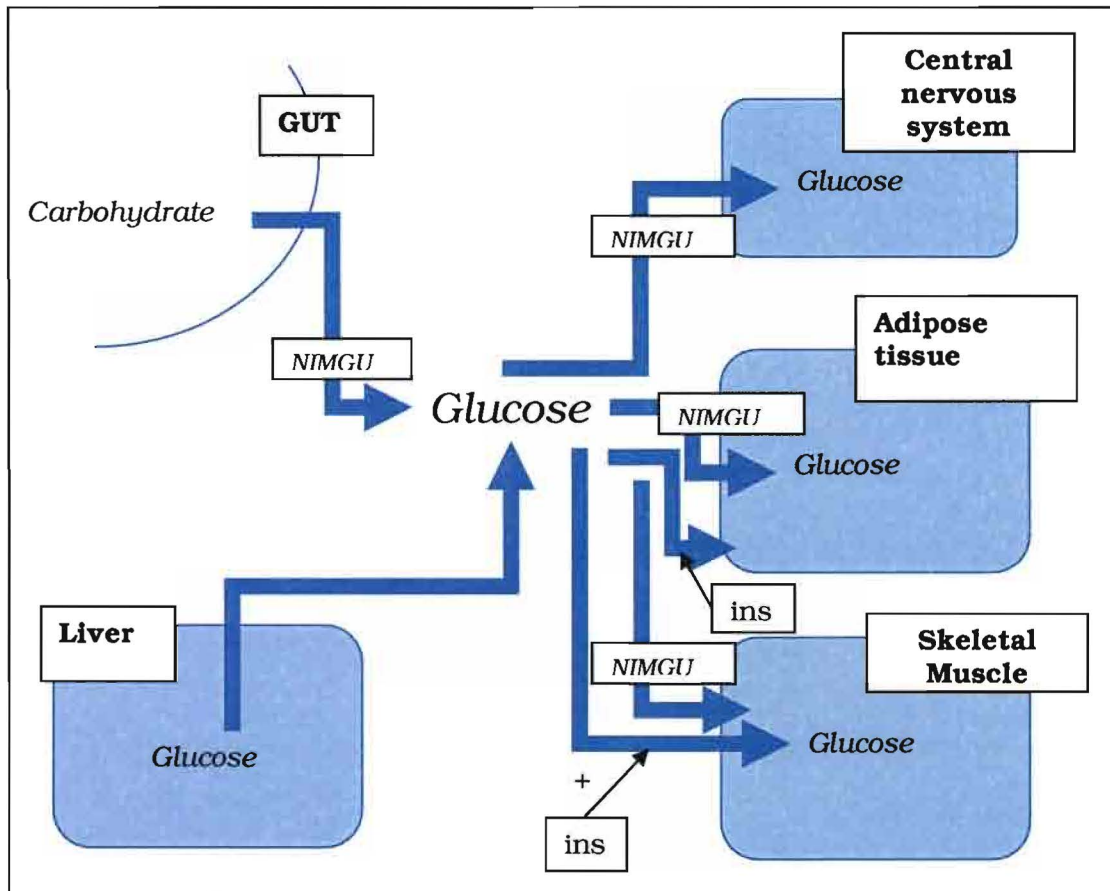 Central
nervous
system
GUT
Glucose
Carbohydrate
NIMGU
Adipose
tissue
NIMGU
Glucose
NIMGU
Glucose
ins
Liver
Skeletal
Muscle
NIMGU
Glucose
Glucose
+
ins